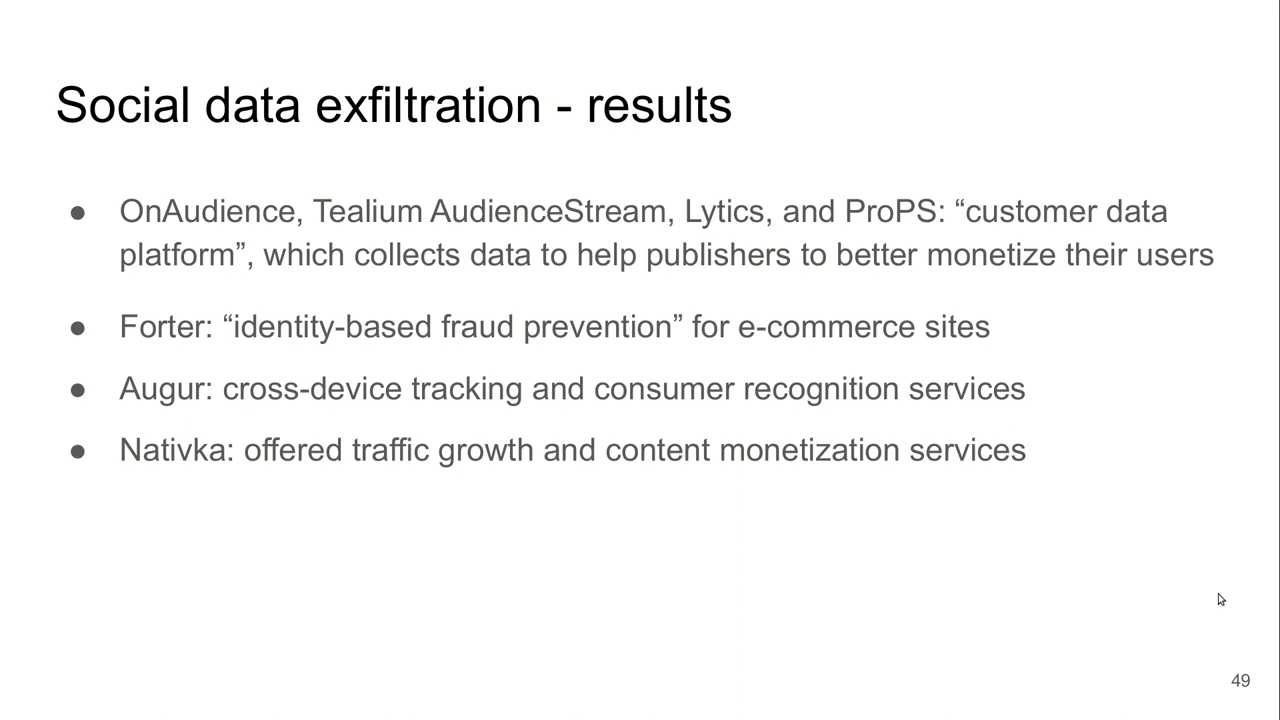 Social data exfiltration - results
● OnAudience, Tealium AudienceStream, Lytics, and ProPS: “customer data
platform”, which collects data to help publishers to better monetize their users
● Forter: “identity-based fraud prevention” for e-commerce sites
● Augur: cross-device tracking and consumer recognition services
● Nativka: offered traffic growth and content monetization services
49